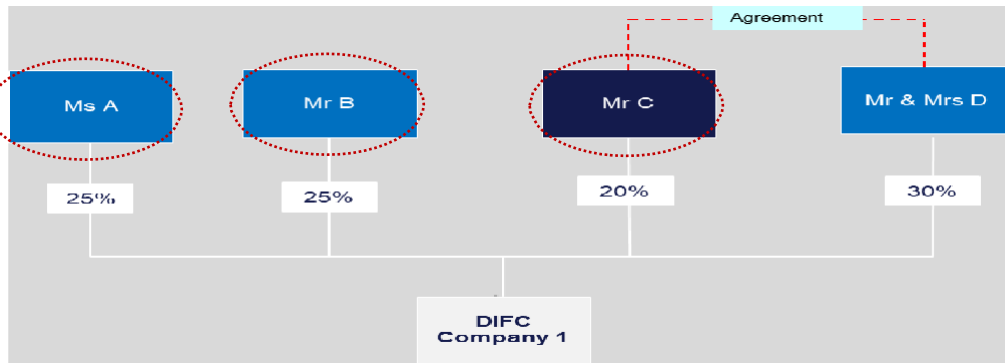 Agreement
Ms A
Mr B
Mr C
Mr & Mrs D
25%
25%
20%
30%
DIFC
Company 1